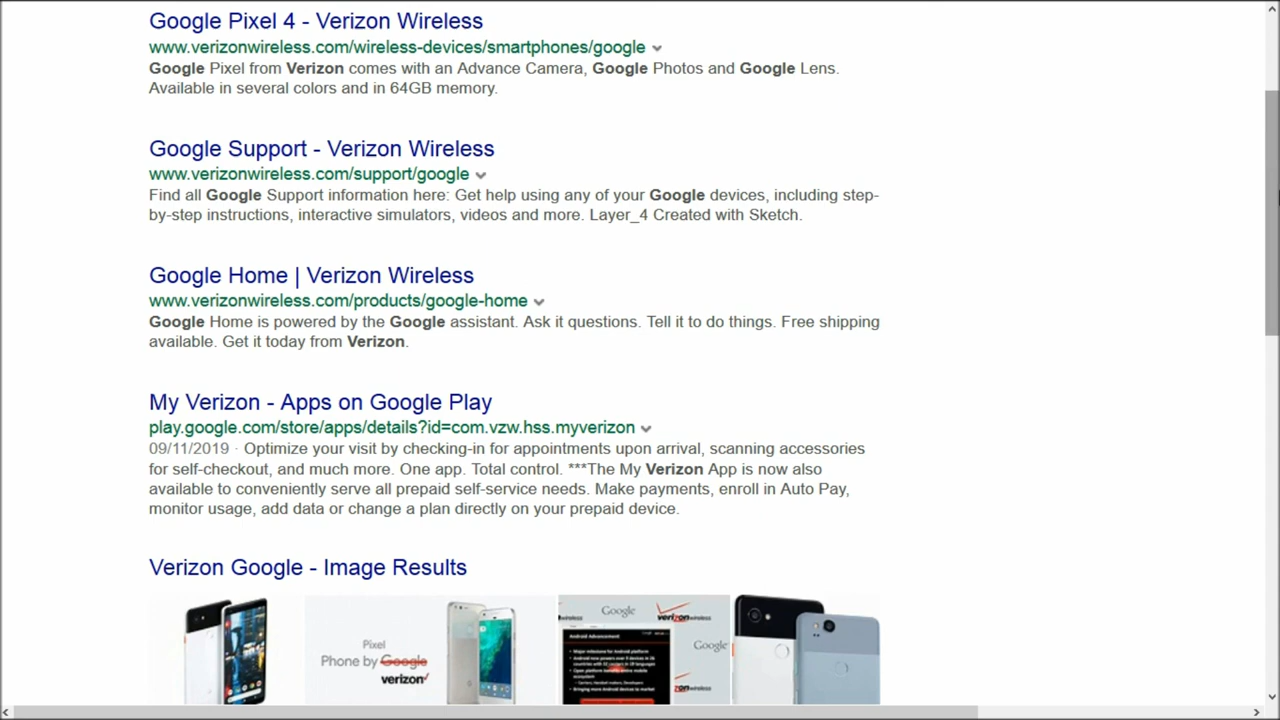 Google Pixel 4 - Verizon Wireless
www.verizonwireless.com/wireless-devices/smartphones/google
Google Pixel from Verizon comes with an Advance Camera, Google Photos and Google Lens.
Available in several colors and in 64GB memory.
Google Support - Verizon Wireless
www.verizonwireless.com/support/google
Find all Google Support information here: Get help using any of your Google devices, including step-
by-step instructions, interactive simulators, videos and more. Layer_4 Created with Sketch.
Google Home | Verizon Wireless
www.verizonwireless.com/products/google-home
Google Home is powered by the Google assistant. Ask it questions. Tell it to do things. Free shipping
available. Get it today from Verizon.
My Verizon - Apps on Google Play
play.google.com/store/apps/details?id=com.vzw.hss.myverizon
09/11/2019 · Optimize your visit by checking-in for appointments upon arrival, scanning accessories
for self-checkout, and much more. One app. Total control. ***The My Verizon App is now also
available to conveniently serve all prepaid self-service needs. Make payments, enroll in Auto Pay,
monitor usage, add data or change a plan directly on your prepaid device.
Verizon Google - Image Results
Pixel
Phone by Google
verizon
Google
verizonwireless
Android Advancement
Google
Major milestone for Android platform